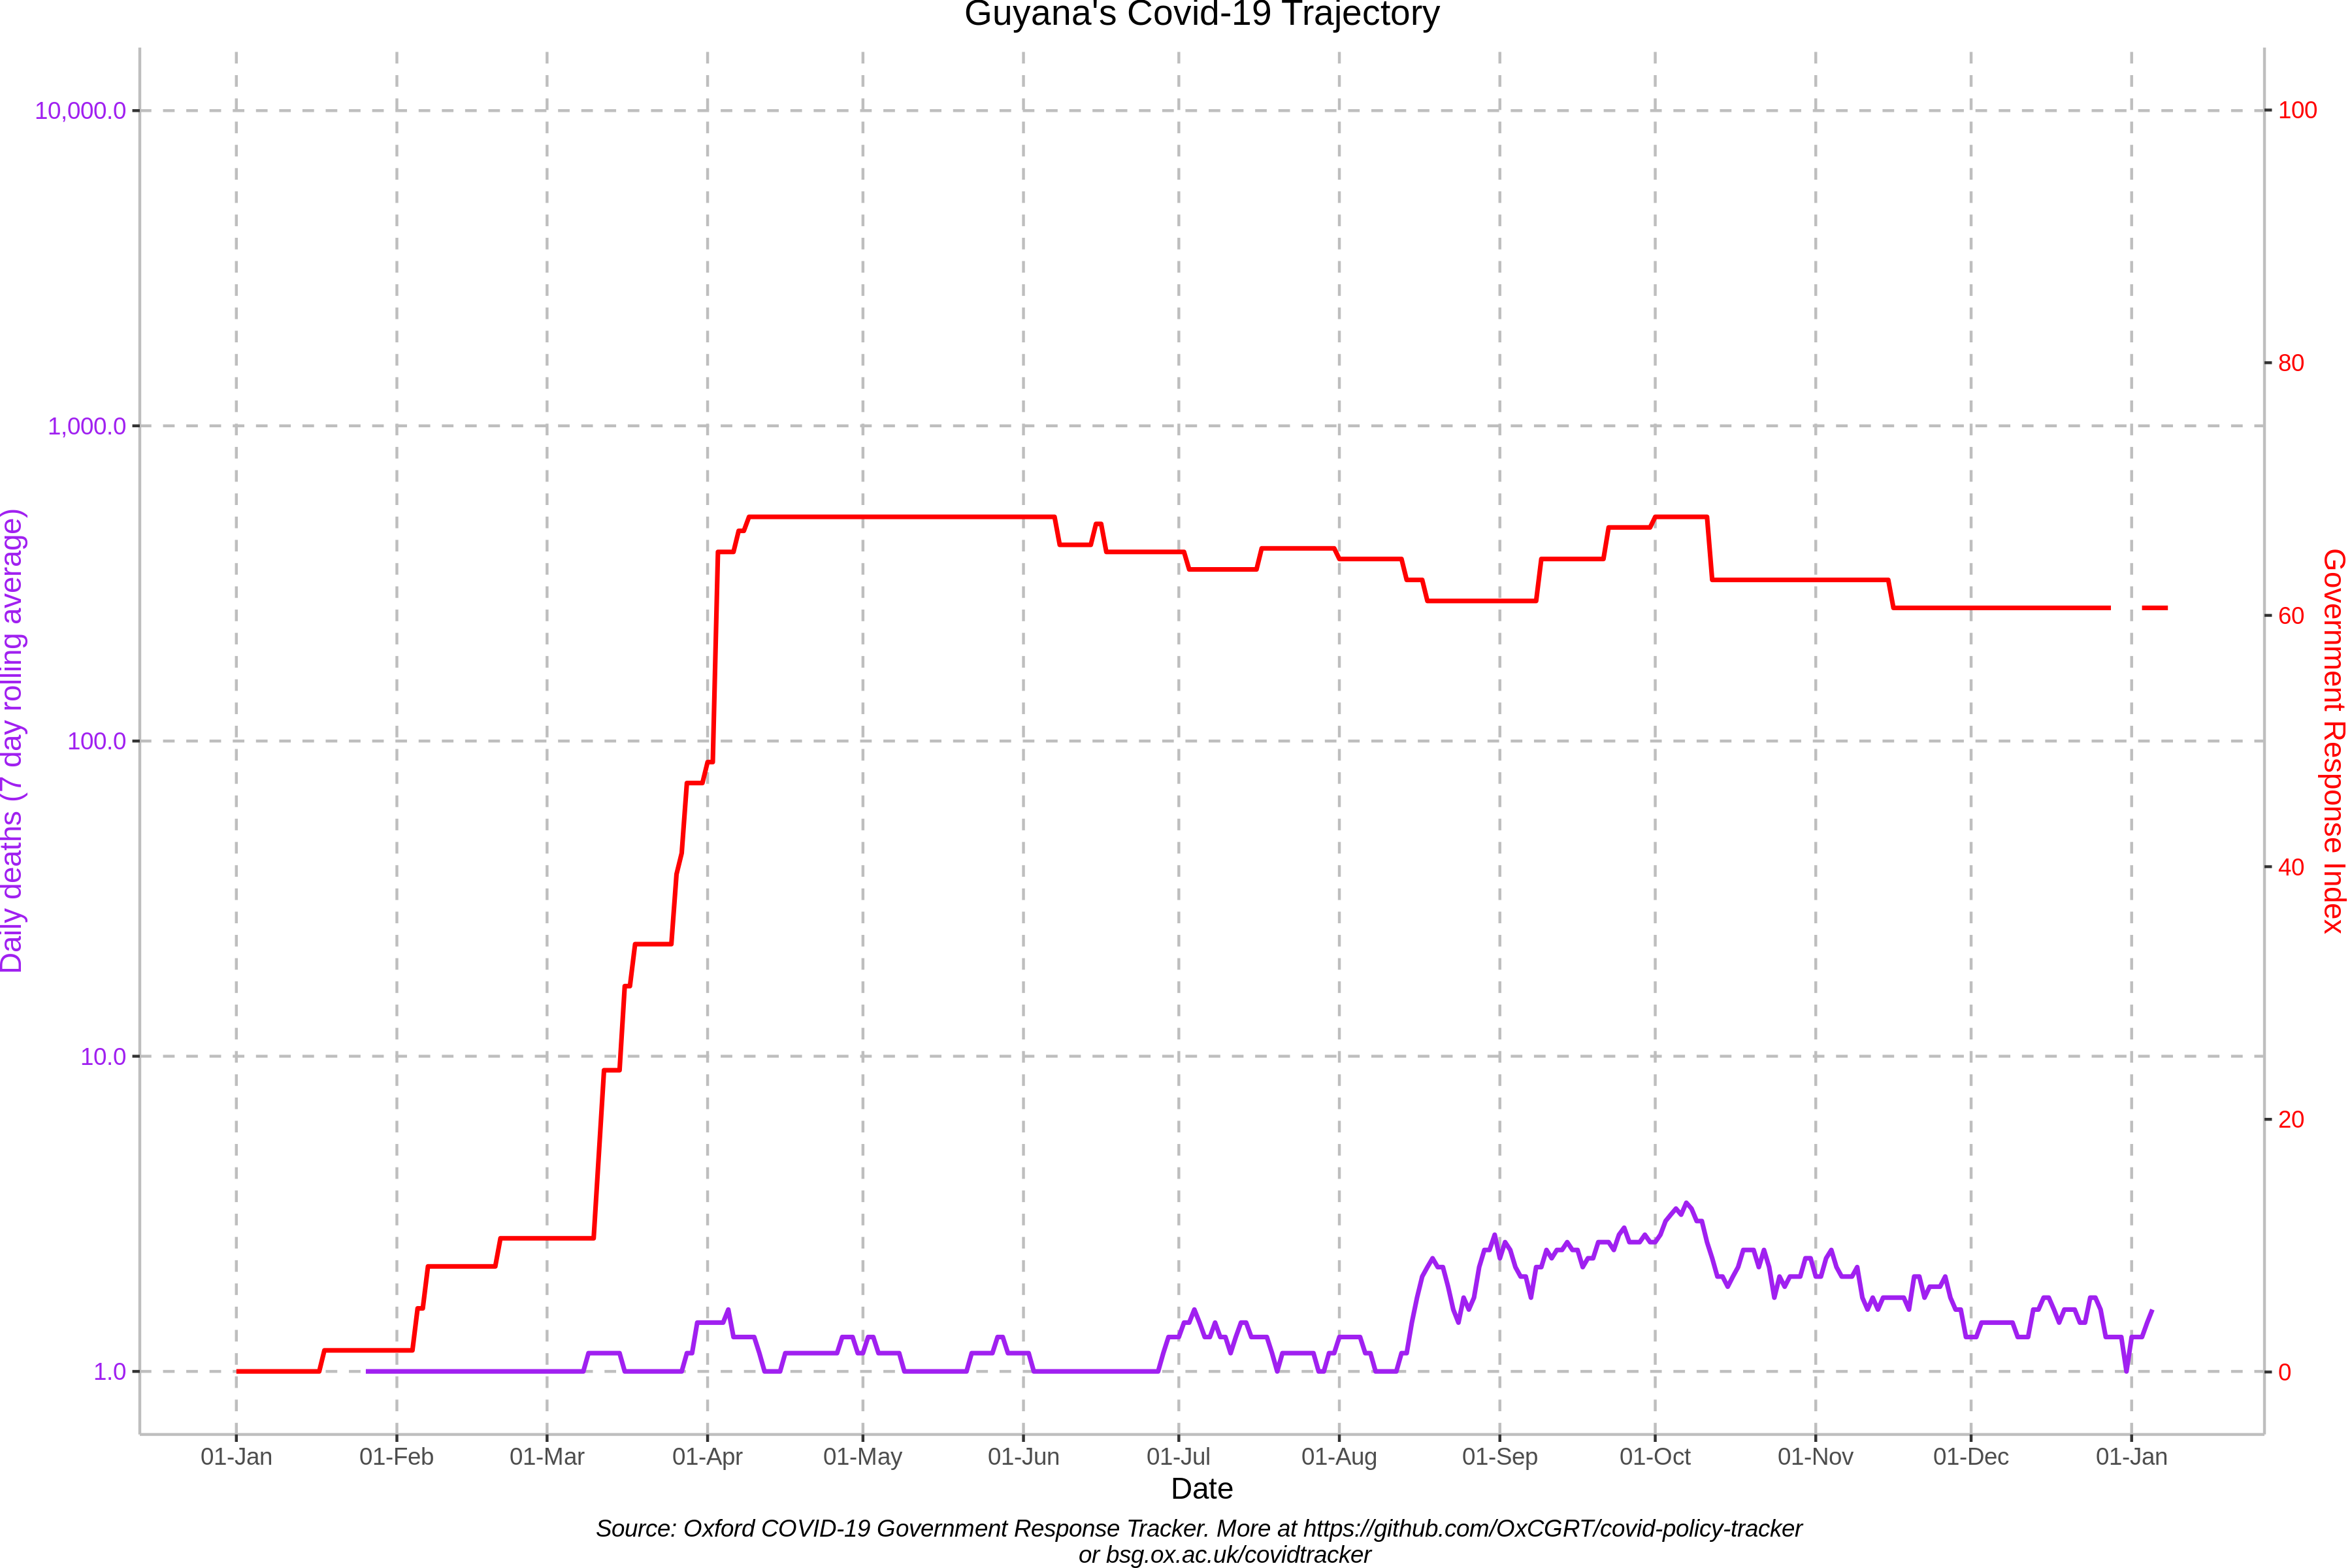 Guyana's Covid-19 Trajectory
10,000.0
1,000.0
100.0
10.0
1.0
Daily deaths (7 day rolling average)
100
80
60
40
20
0
Government Response Index
01-Jan 01-Feb 01-Mar 01-Apr 01-May 01-Jun 01-Jul 01-Aug 01-Sep 01-Oct 01-Nov 01-Dec 01-Jan
Date
Source: Oxford COVID-19 Government Response Tracker. More at https://github.com/OxCGRT/covid-policy-tracker
or bsg.ox.ac.uk/covidtracker